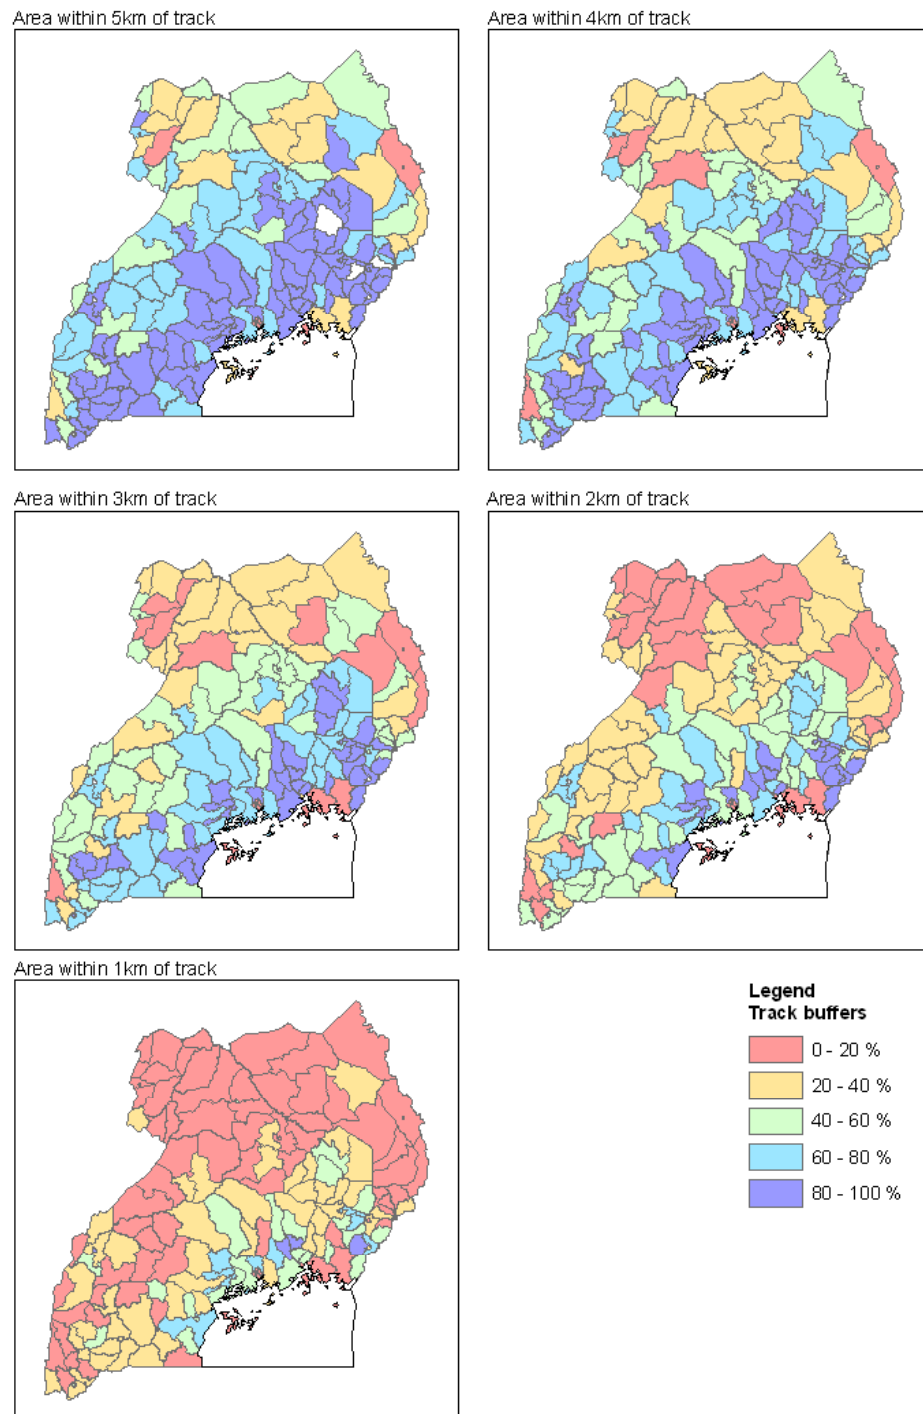 Area within 5km of track
Area within 4km of track
Area within 3km of track
Area within 2km of track
Area within 1km of track
Legend
Track buffers
0 - 20 %
20 - 40 %
40 - 60 %
60 - 80 %
80 - 100 %